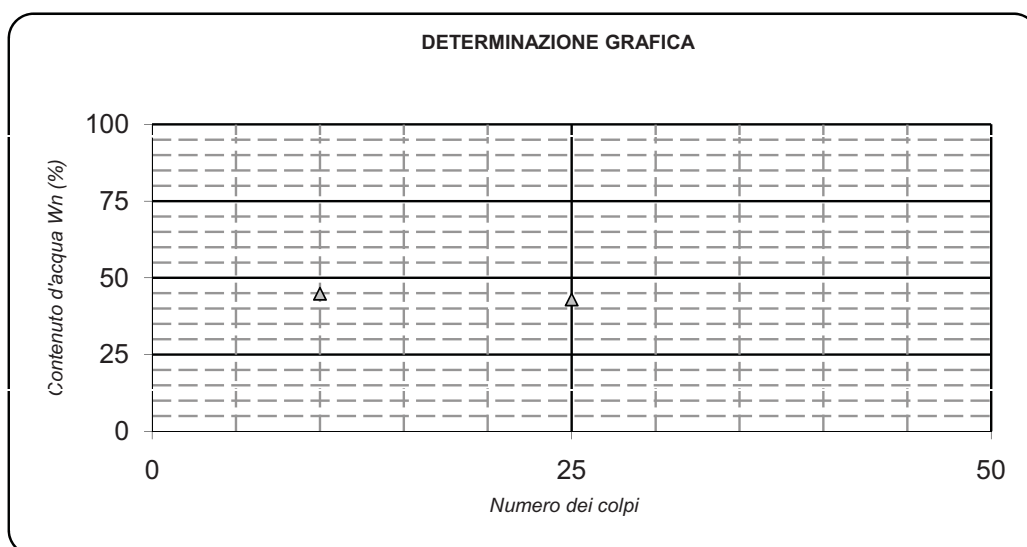 DETERMINAZIONE GRAFICA
100
75
50
25
0
Contenuto d'acqua Wn (%)
0
25
50
Numero dei colpi